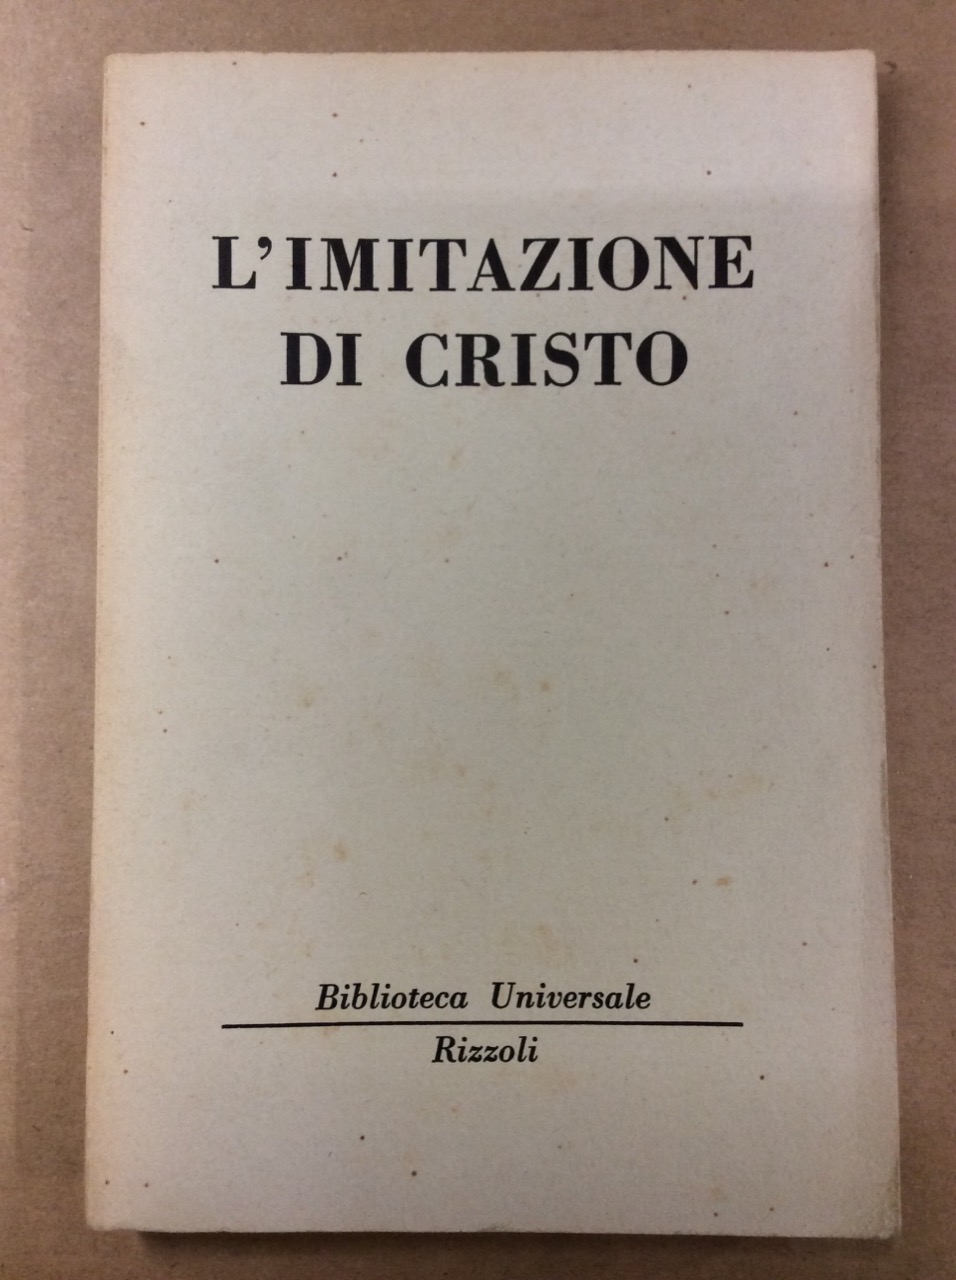 L'IMITAZIONE
DI CRISTO
Biblioteca Universale
Rizzoli